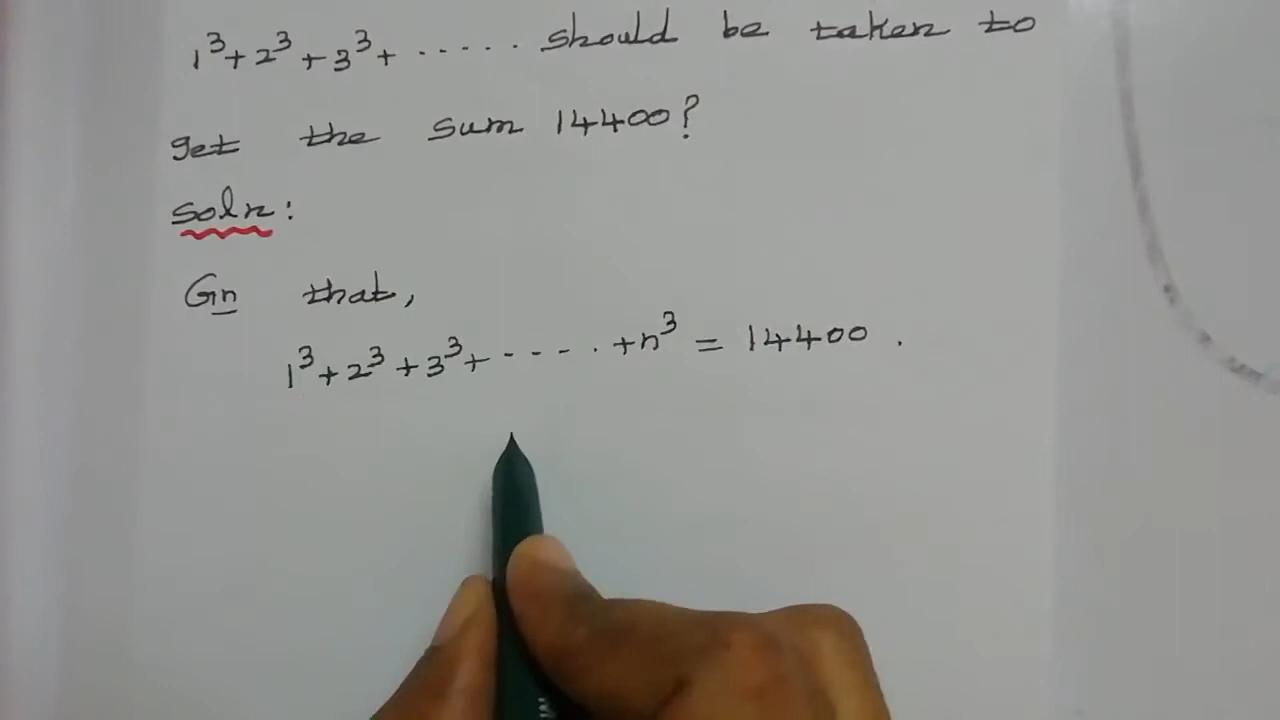 1³+2³+3³+ ..... should be taken to
get the sum 14400?
Soln:
Gn that,
1³+2³+3³+ ---- . +n³ = 14400 .